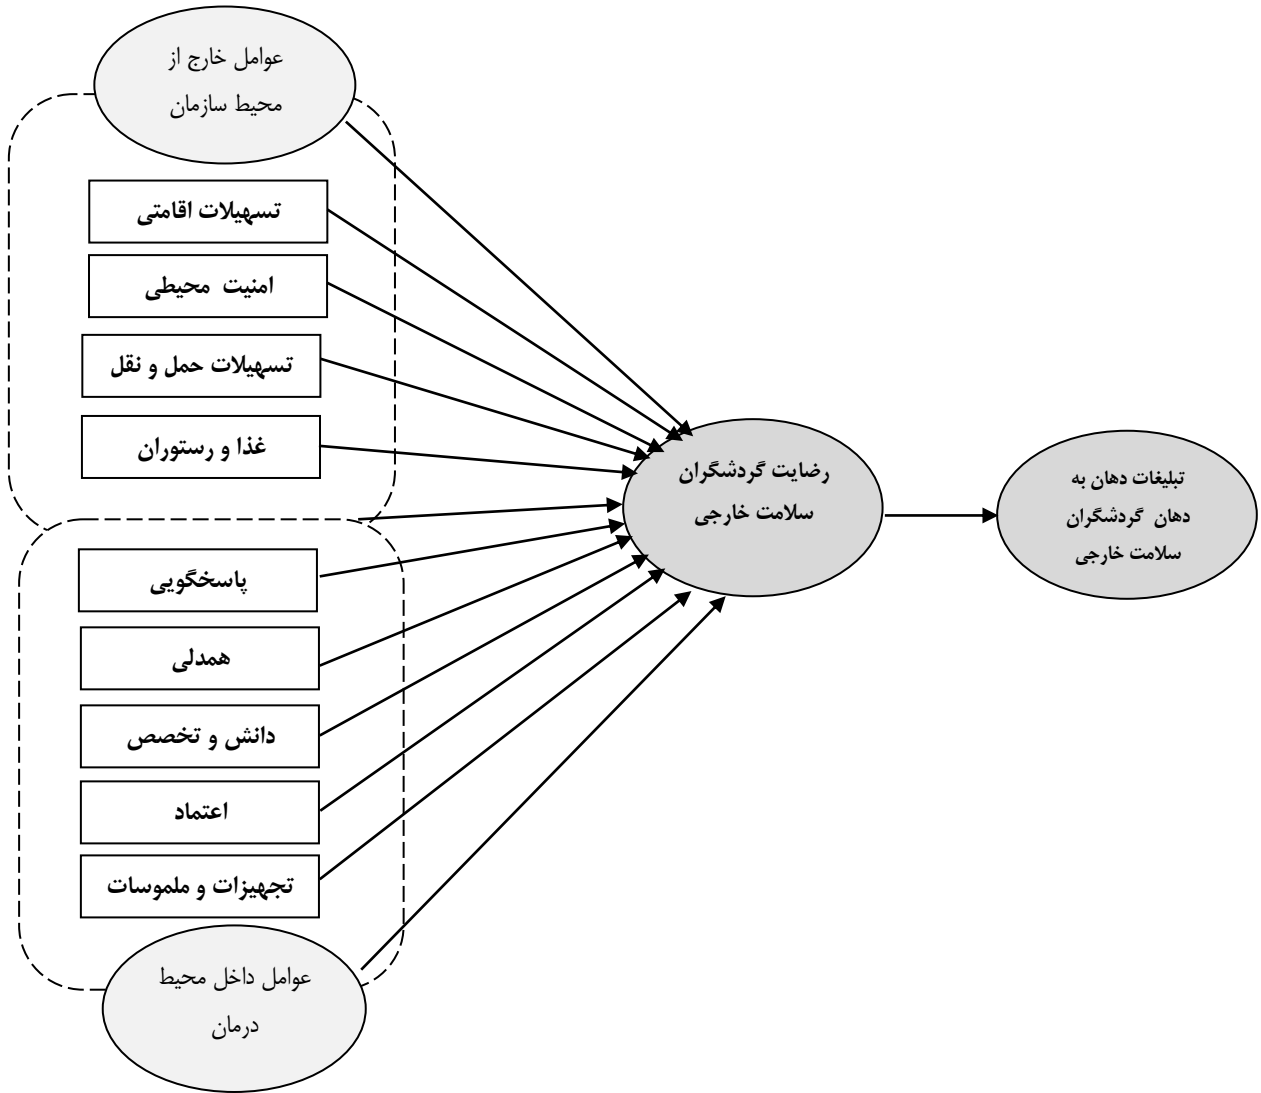 عوامل خارج از
محیط سازمان
تسهیلات اقامتی
امنیت محیطی
تسهیلات حمل و نقل
غذا و رستوران
پاسخگویی
همدلی
دانش و تخصص
اعتماد
تجهیزات و ملموسات
عوامل داخل محیط
درمان
رضایت گردشگران
سلامت خارجی
تبلیغات دهان به
دهان گردشگران
سلامت خارجی